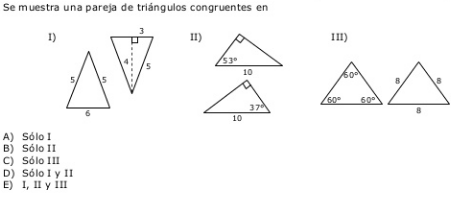 Se muestra una pareja de triángulos congruentes en
I) II) III)
3
4 5
5 5
6
53°
10
37°
10
60°
60° 60°
8 8
8
A) Sólo I
B) Sólo II
C) Sólo III
D) Sólo I y II
E) I, II y III